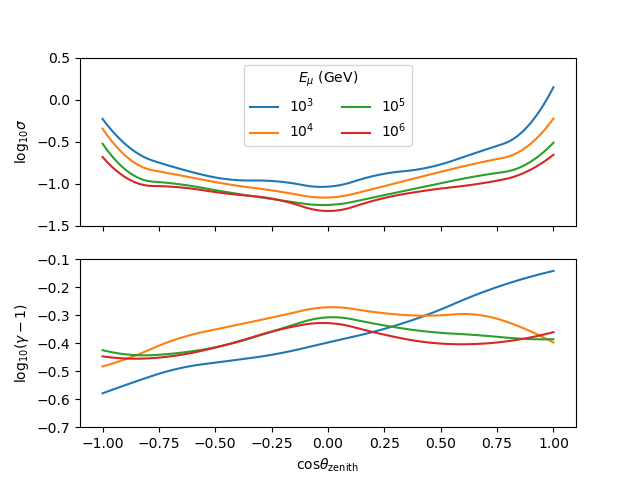 0.5
0.0
−0.5
−1.0
−1.5
log₁₀σ
E_μ (GeV)
10³ 10⁵
10⁴ 10⁶
−0.1
−0.2
−0.3
−0.4
−0.5
−0.6
−0.7
log₁₀(γ − 1)
−1.00 −0.75 −0.50 −0.25 0.00 0.25 0.50 0.75 1.00
cosθ_zenith